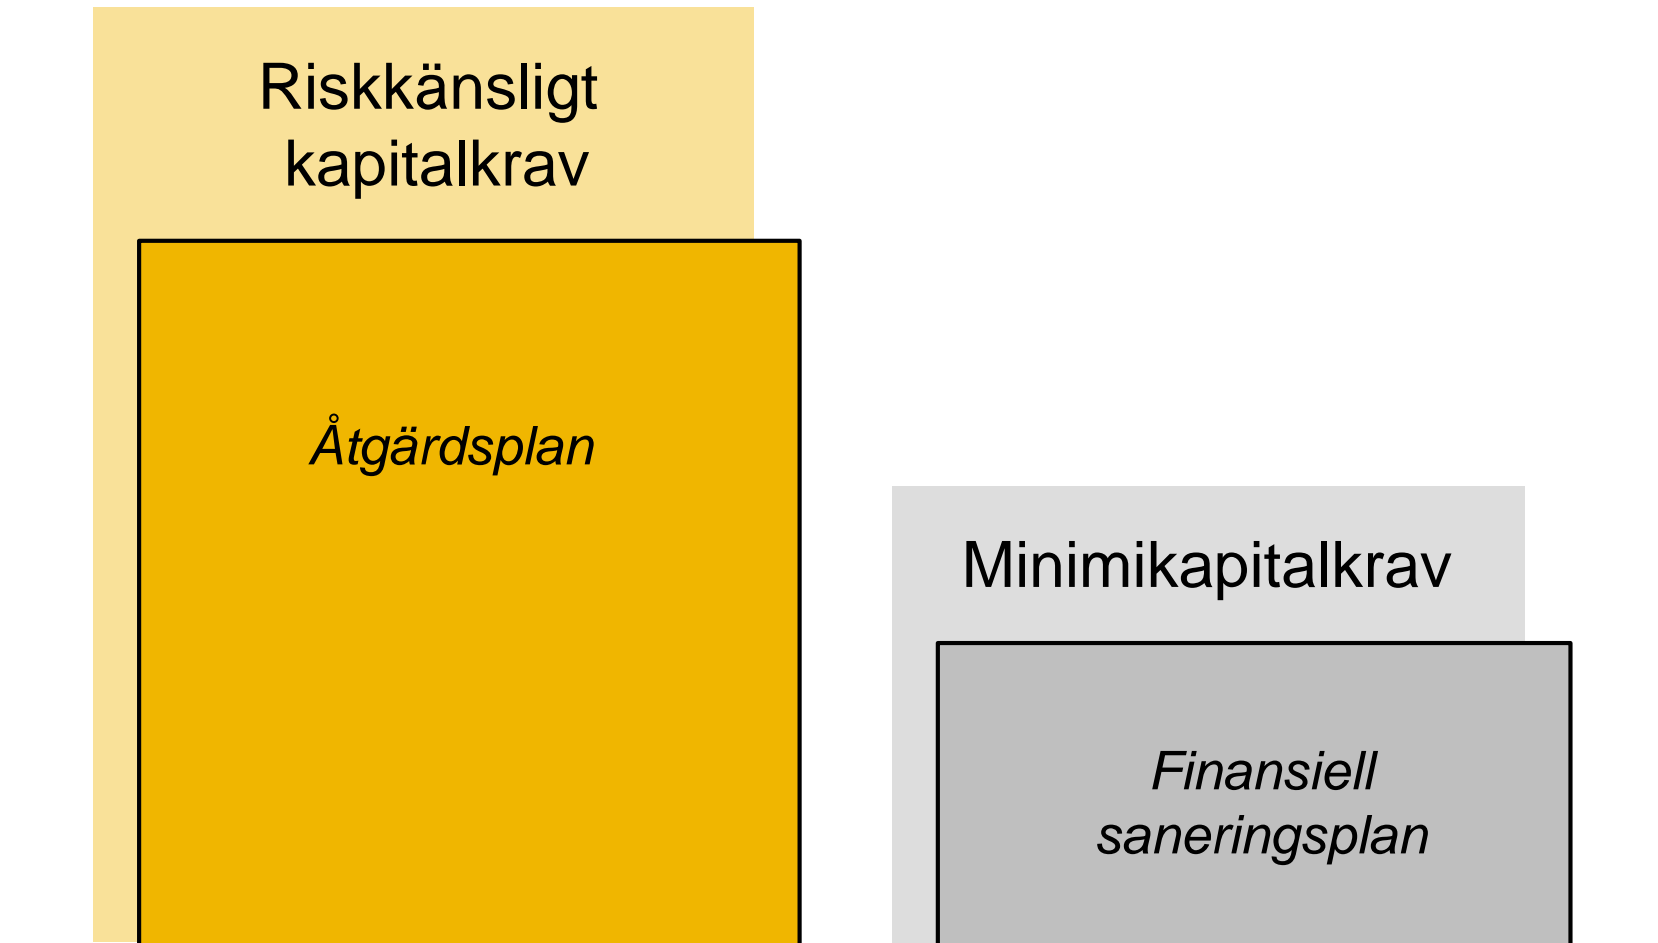 Riskkänsligt
kapitalkrav
Åtgärdsplan
Minimikapitalkrav
Finansiell
saneringsplan